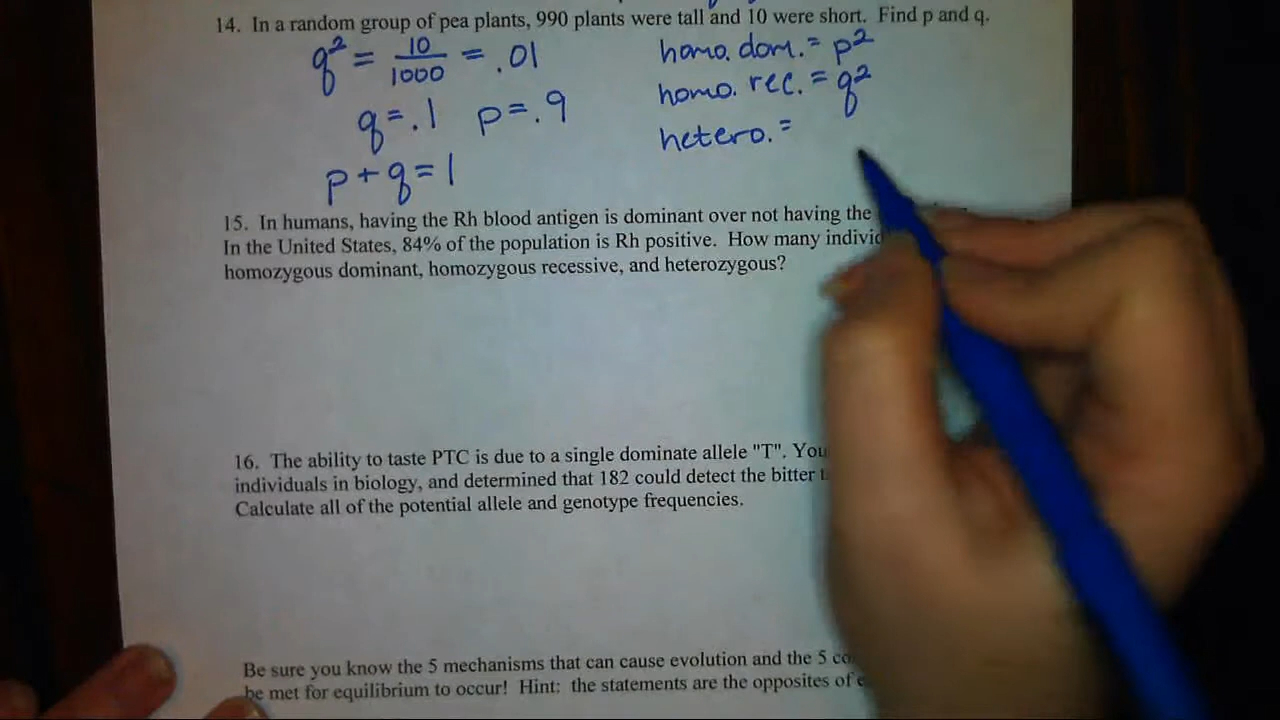 14. In a random group of pea plants, 990 plants were tall and 10 were short. Find p and q.
q² = 10/1000 = .01
homo. dom. = p²
homo. rec. = q²
q = .1 p = .9
hetero. =
p + q = 1
15. In humans, having the Rh blood antigen is dominant over not having the
In the United States, 84% of the population is Rh positive. How many
homozygous dominant, homozygous recessive, and heterozygous?
16. The ability to taste PTC is due to a single dominate allele "T". You
individuals in biology, and determined that 182 could detect the bitter
Calculate all of the potential allele and genotype frequencies.
Be sure you know the 5 mechanisms that can cause evolution and the 5
be met for equilibrium to occur! Hint: the statements are the opposites of